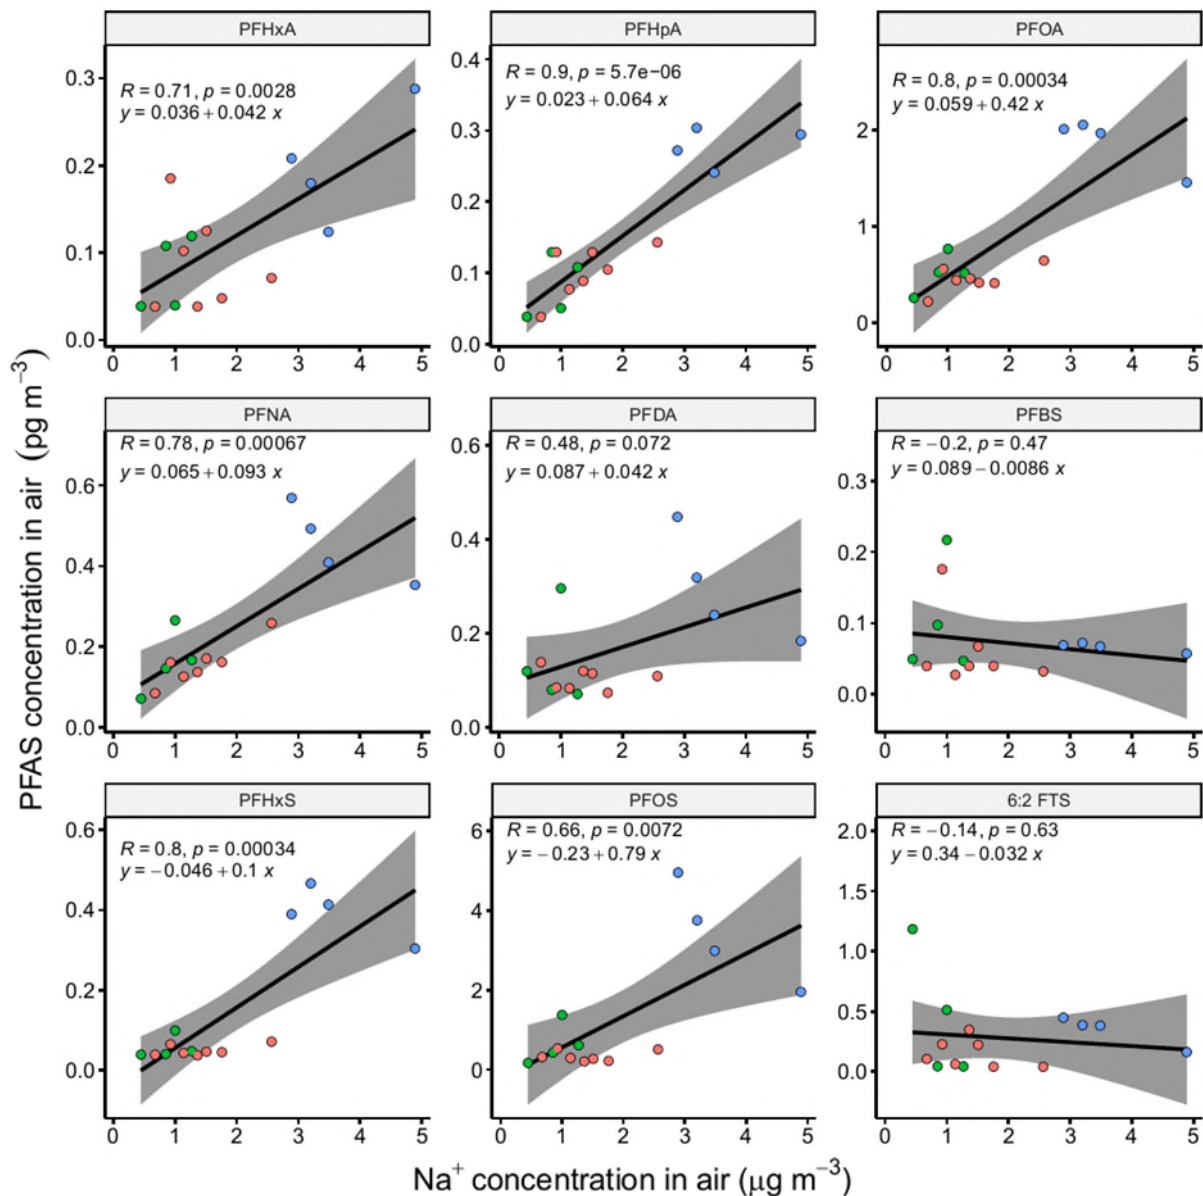 PFHxA
R = 0.71, p = 0.0028
y = 0.036 + 0.042 x
0.3
0.2
0.1
0.0
0 1 2 3 4 5
PFHpA
R = 0.9, p = 5.7e−06
y = 0.023 + 0.064 x
0.4
0.3
0.2
0.1
0.0
0 1 2 3 4 5
PFOA
R = 0.8, p = 0.00034
y = 0.059 + 0.42 x
2
1
0
0 1 2 3 4 5
PFNA
R = 0.78, p = 0.00067
y = 0.065 + 0.093 x
0.6
0.4
0.2
0.0
0 1 2 3 4 5
PFDA
R = 0.48, p = 0.072
y = 0.087 + 0.042 x
0.6
0.4
0.2
0.0
0 1 2 3 4 5
PFBS
R = −0.2, p = 0.47
y = 0.089 − 0.0086 x
0.3
0.2
0.1
0.0
0 1 2 3 4 5
PFHxS
R = 0.8, p = 0.00034
y = −0.046 + 0.1 x
0.6
0.4
0.2
0.0
0 1 2 3 4 5
PFOS
R = 0.66, p = 0.0072
y = −0.23 + 0.79 x
6
4
2
0
0 1 2 3 4 5
6:2 FTS
R = −0.14, p = 0.63
y = 0.34 − 0.032 x
2.0
1.5
1.0
0.5
0.0
0 1 2 3 4 5
PFAS concentration in air (pg m⁻³)
Na⁺ concentration in air (μg m⁻³)